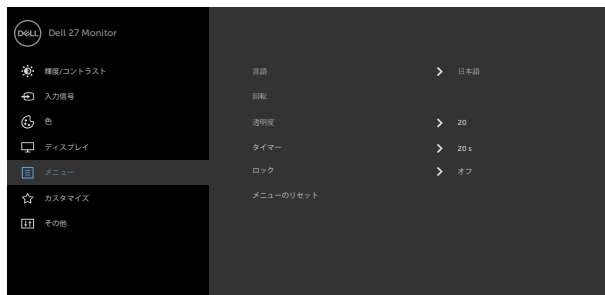 DELL Dell 27 Monitor
輝度/コントラスト
入力信号
色
ディスプレイ
メニュー
カスタマイズ
その他
言語 日本語
回転
透明度 20
タイマー 20 s
ロック オフ
メニューのリセット